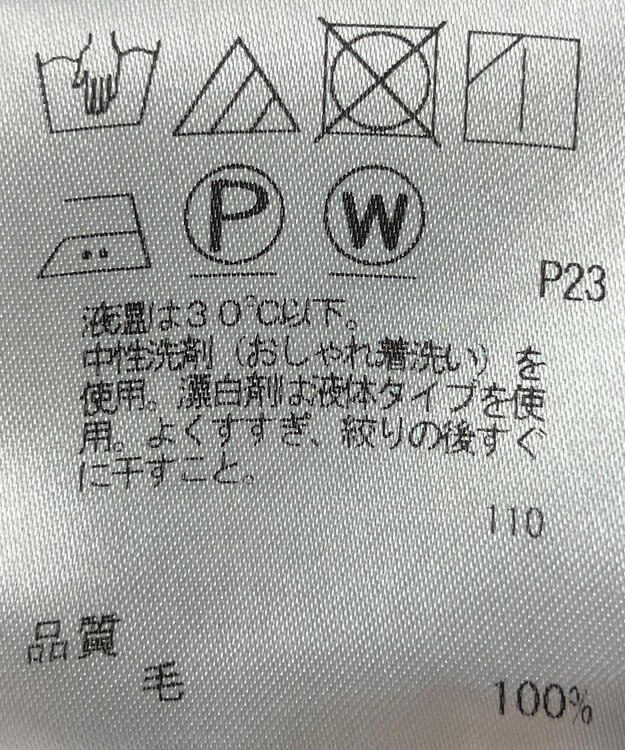 P W
P23
液温は30℃以下。
中性洗剤（おしゃれ着洗い）を
使用。漂白剤は液体タイプを使
用。よくすすぎ、絞りの後すぐ
に干すこと。
110
品質
毛 100%